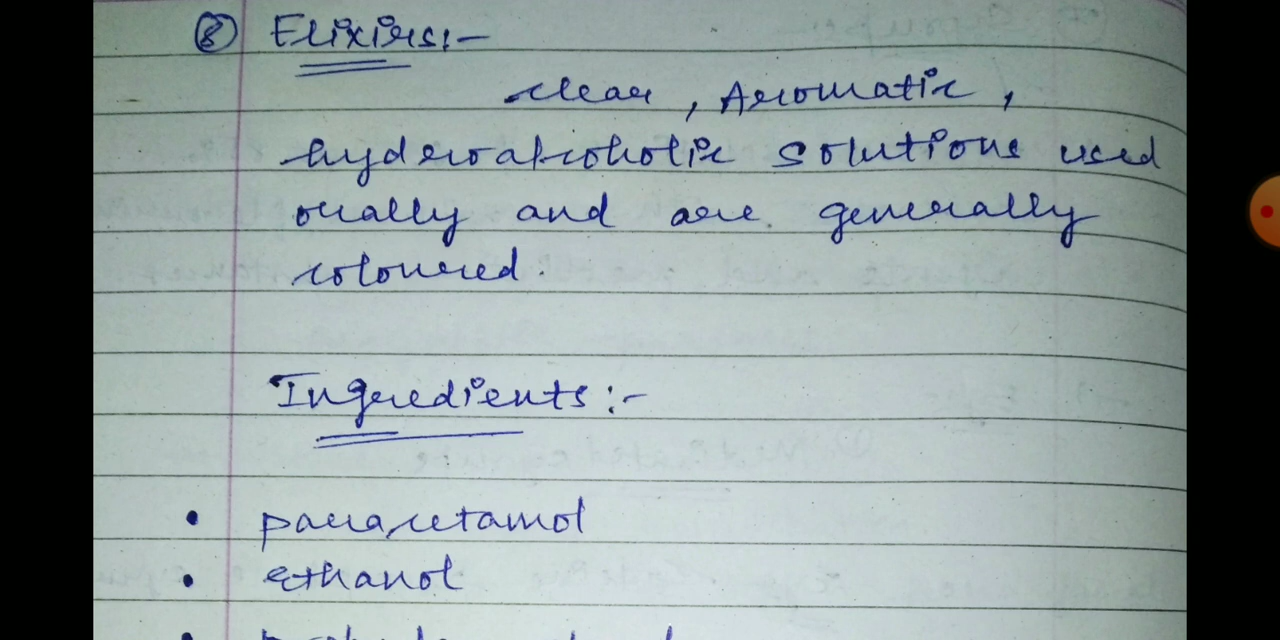 ⑧ Elixirs:-
clear, Aromatic,
hydroalcoholic solutions used
orally and are generally
coloured.
Ingredients:-
• paracetamol
• ethanol